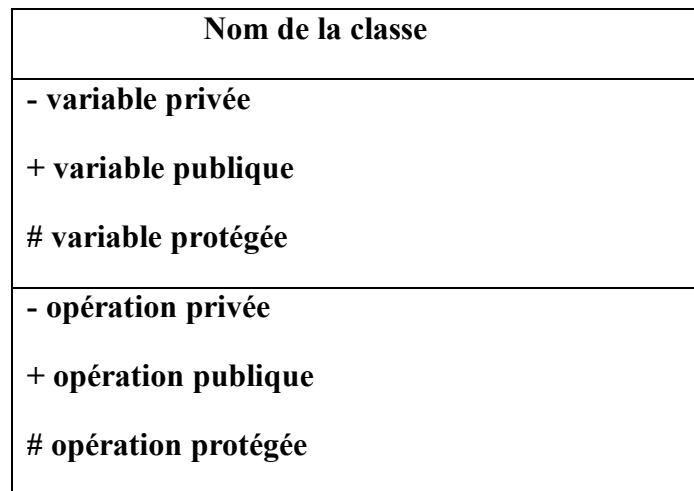 Nom de la classe
- variable privée
+ variable publique
# variable protégée
- opération privée
+ opération publique
# opération protégée